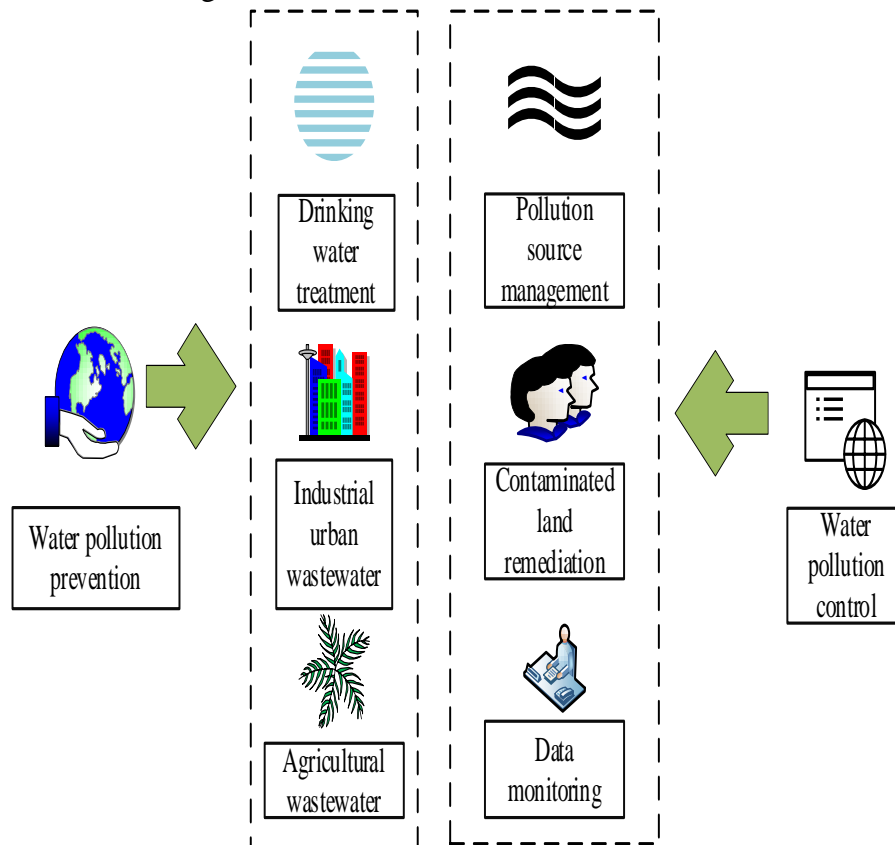 Drinking
water
treatment
Pollution
source
management
Water pollution
prevention
Industrial
urban
wastewater
Contaminated
land
remediation
Water
pollution
control
Agricultural
wastewater
Data
monitoring